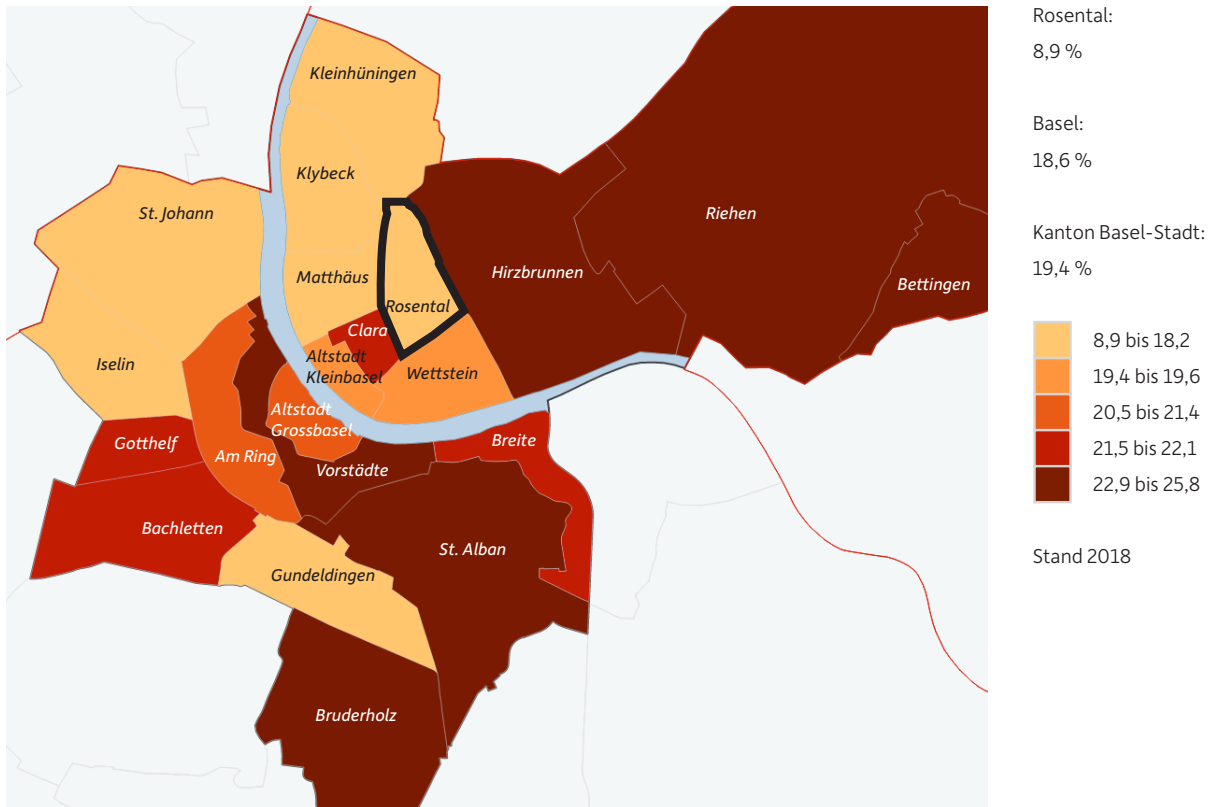 Kleinhüningen
Klybeck
St. Johann
Riehen
Matthäus
Hirzbrunnen
Bettingen
Rosental
Clara
Iselin
Altstadt
Kleinbasel
Wettstein
Altstadt
Grossbasel
Gotthelf
Breite
Am Ring
Vorstädte
Bachletten
St. Alban
Gundeldingen
Bruderholz
Rosental:
8,9 %
Basel:
18,6 %
Kanton Basel-Stadt:
19,4 %
8,9 bis 18,2
19,4 bis 19,6
20,5 bis 21,4
21,5 bis 22,1
22,9 bis 25,8
Stand 2018